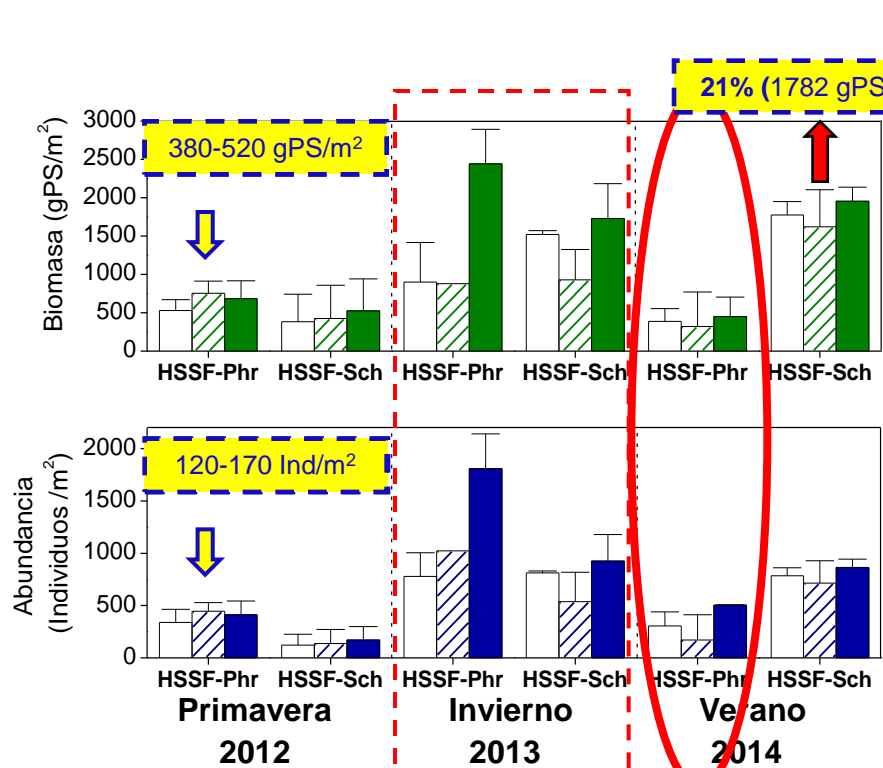 21% (1782 gPS
Biomasa (gPS/m²)
3000
2500
2000
1500
1000
500
0
380-520 gPS/m²
HSSF-Phr HSSF-Sch HSSF-Phr HSSF-Sch HSSF-Phr HSSF-Sch
Abundancia
(Individuos /m²)
2000
1500
1000
500
0
120-170 Ind/m²
HSSF-Phr HSSF-Sch HSSF-Phr HSSF-Sch HSSF-Phr HSSF-Sch
Primavera Invierno Verano
2012 2013 2014